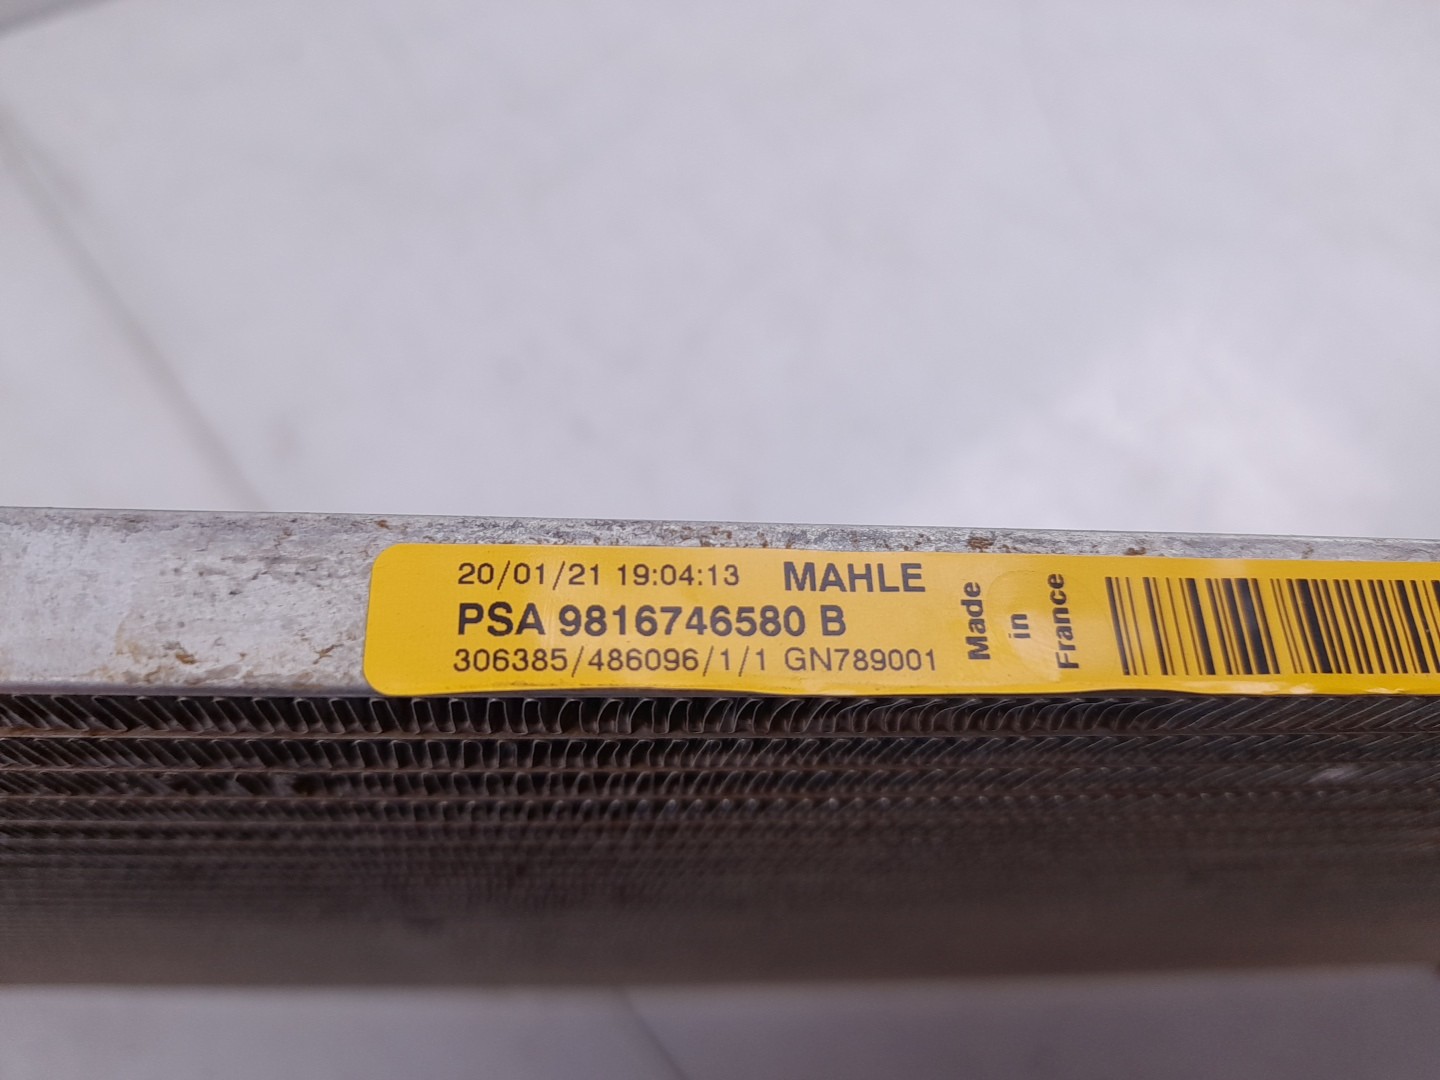 20/01/21 19:04:13 MAHLE
PSA 9816746580 B
306385/486096/1/1 GN789001
Made
in
France